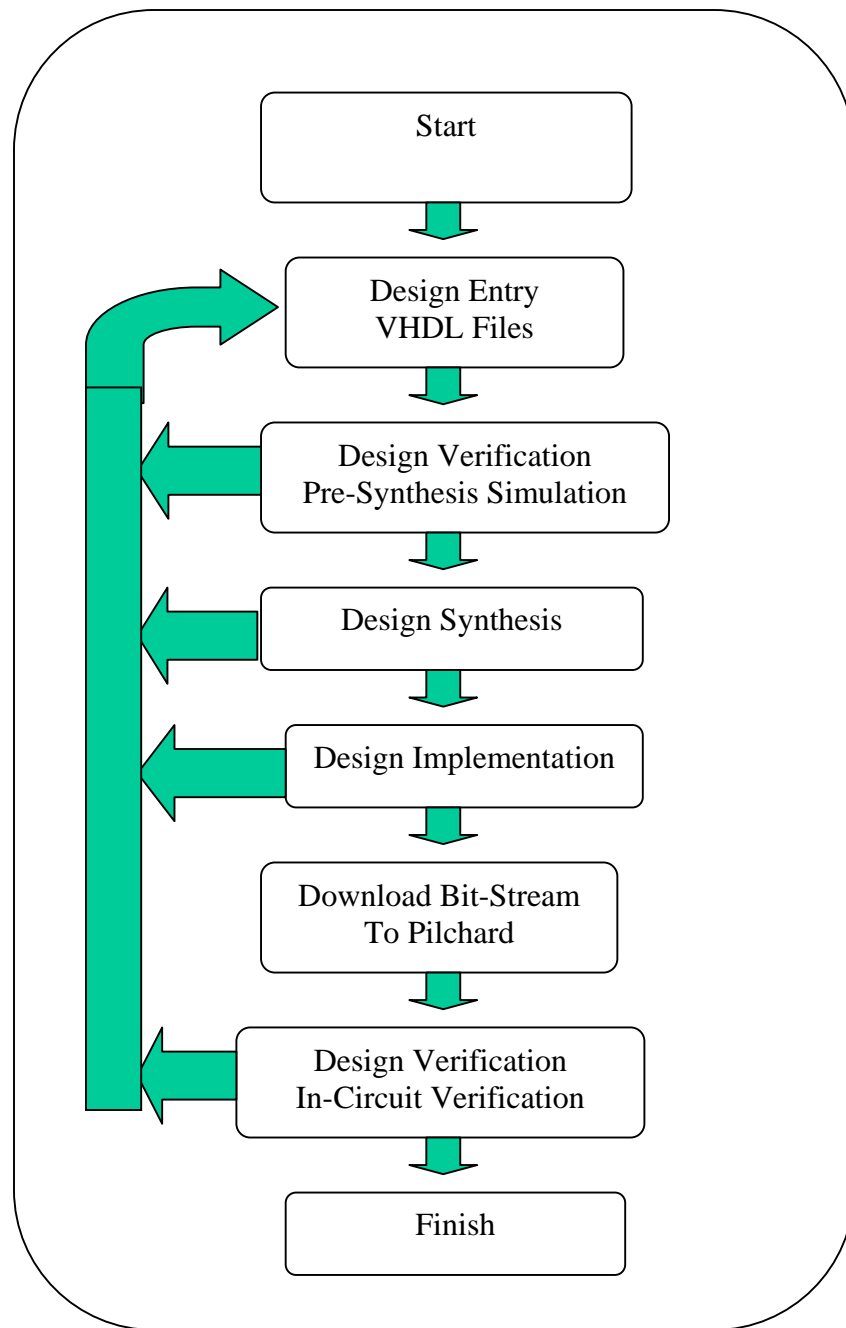 Start
Design Entry
VHDL Files
Design Verification
Pre-Synthesis Simulation
Design Synthesis
Design Implementation
Download Bit-Stream
To Pilchard
Design Verification
In-Circuit Verification
Finish